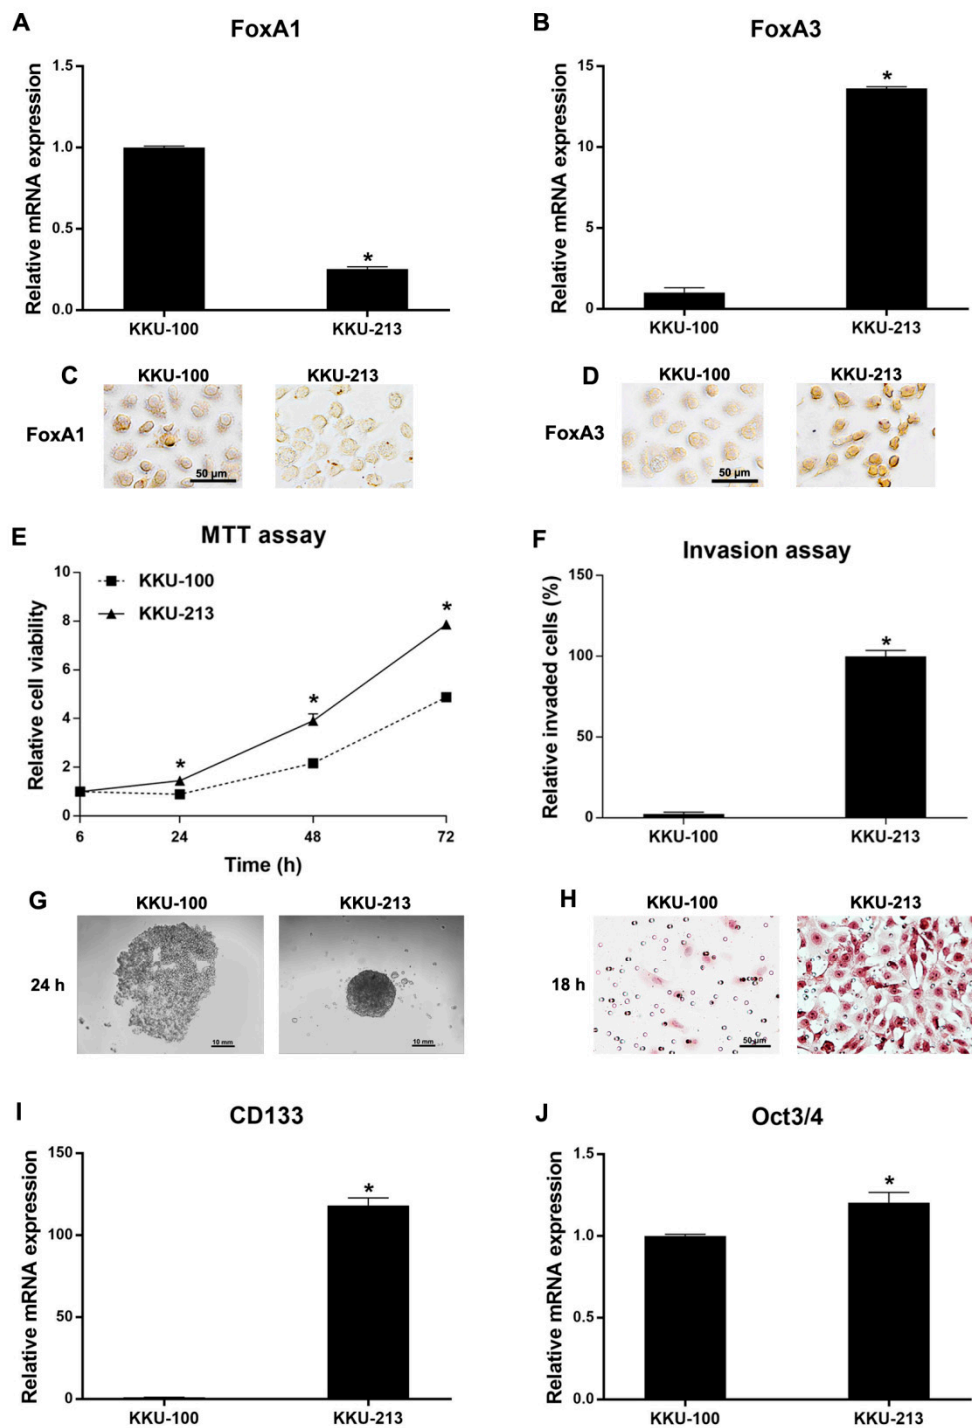 A
FoxA1
Relative mRNA expression
1.5
1.0
0.5
0.0
*
KKU-100
KKU-213
B
FoxA3
Relative mRNA expression
15
10
5
0
*
KKU-100
KKU-213
C
KKU-100
KKU-213
FoxA1
50 µm
D
KKU-100
KKU-213
FoxA3
50 µm
E
MTT assay
Relative cell viability
10
8
6
4
2
0
KKU-100
KKU-213
*
*
*
6
24
48
72
Time (h)
F
Invasion assay
Relative invaded cells (%)
150
100
50
0
*
KKU-100
KKU-213
G
KKU-100
KKU-213
24 h
10 mm
10 mm
H
KKU-100
KKU-213
18 h
50 µm
I
CD133
Relative mRNA expression
150
100
50
0
*
KKU-100
KKU-213
J
Oct3/4
Relative mRNA expression
1.5
1.0
0.5
0.0
*
KKU-100
KKU-213